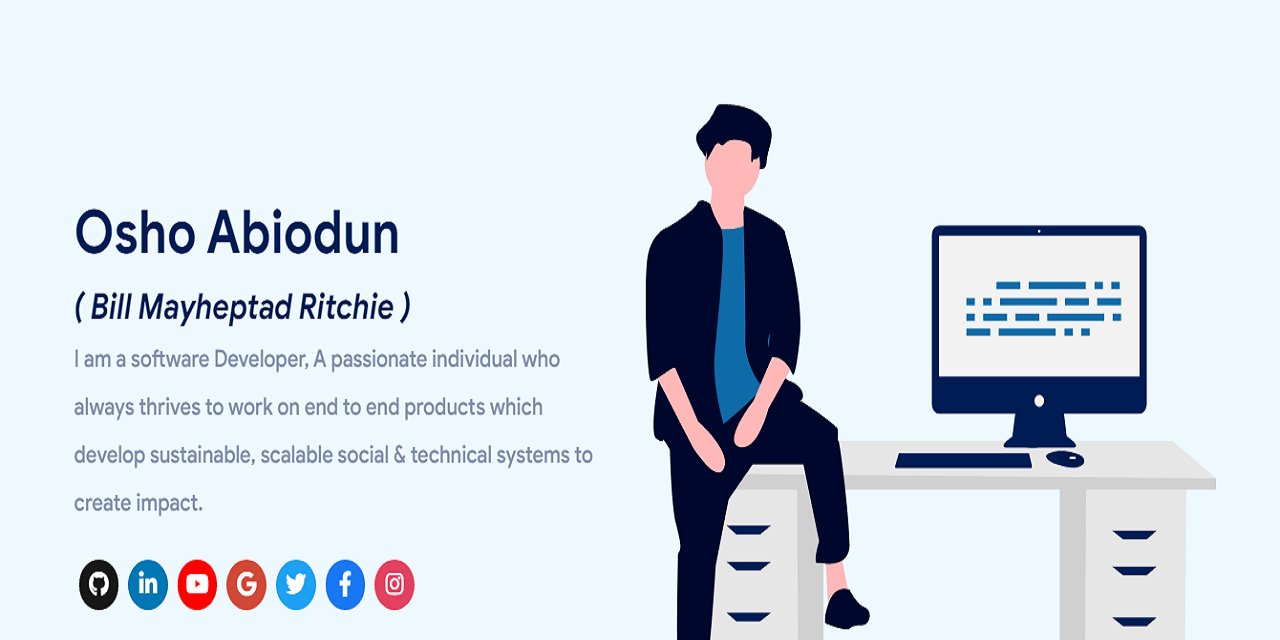 Osho Abiodun
( Bill Mayheptad Ritchie )
I am a software Developer, A passionate individual who
always thrives to work on end to end products which
develop sustainable, scalable social & technical systems to
create impact.